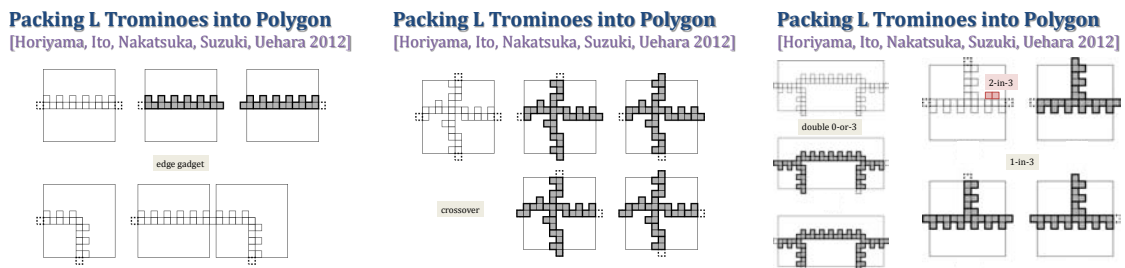 Packing L Trominoes into Polygon
[Horiyama, Ito, Nakatsuka, Suzuki, Uehara 2012]
edge gadget
Packing L Trominoes into Polygon
[Horiyama, Ito, Nakatsuka, Suzuki, Uehara 2012]
crossover
Packing L Trominoes into Polygon
[Horiyama, Ito, Nakatsuka, Suzuki, Uehara 2012]
2-in-3
double 0-or-3
1-in-3